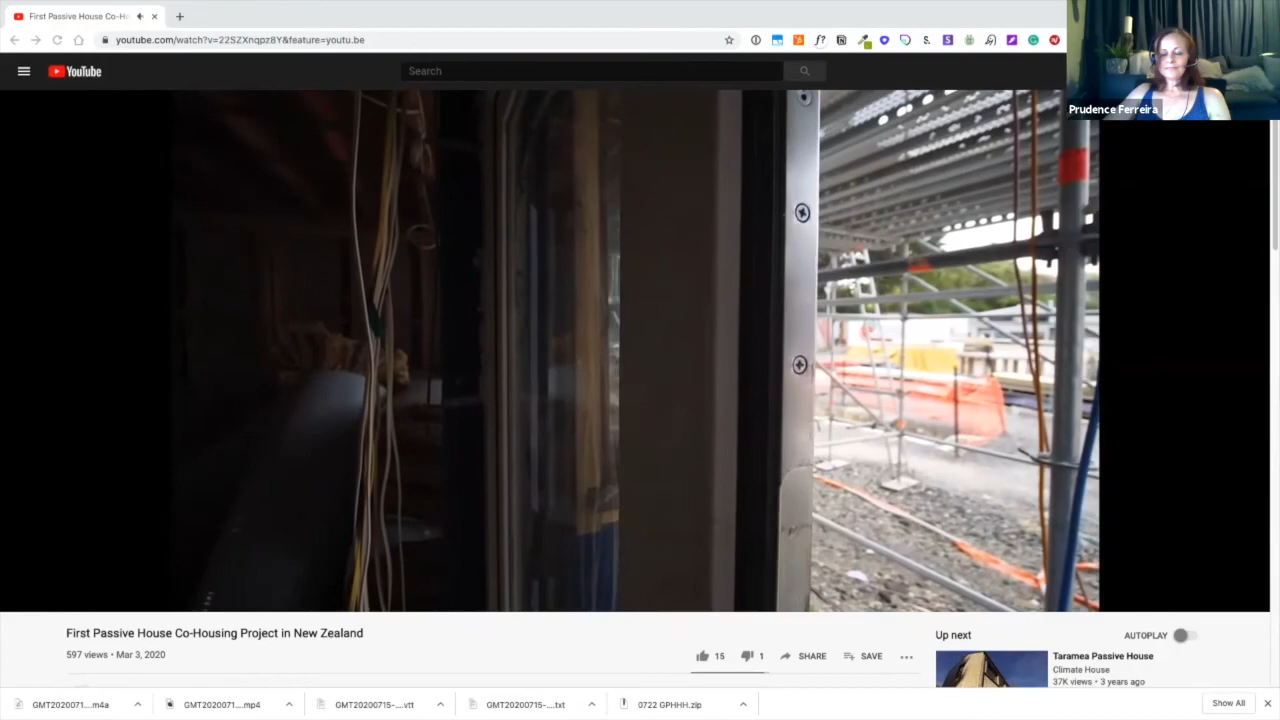 First Passive House Co-Ho
youtube.com/watch?v=22SZXnqpz8Y&feature=youtu.be
YouTube
Search
Prudence Ferreira
First Passive House Co-Housing Project in New Zealand
597 views • Mar 3, 2020
15
1
SHARE
SAVE
Up next
AUTOPLAY
Taramea Passive House
Climate House
37K views • 3 years ago
GMT2020071....m4a
GMT2020071....mp4
GMT20200715-....vtt
GMT20200715-....txt
0722 GPHHH.zip
Show All